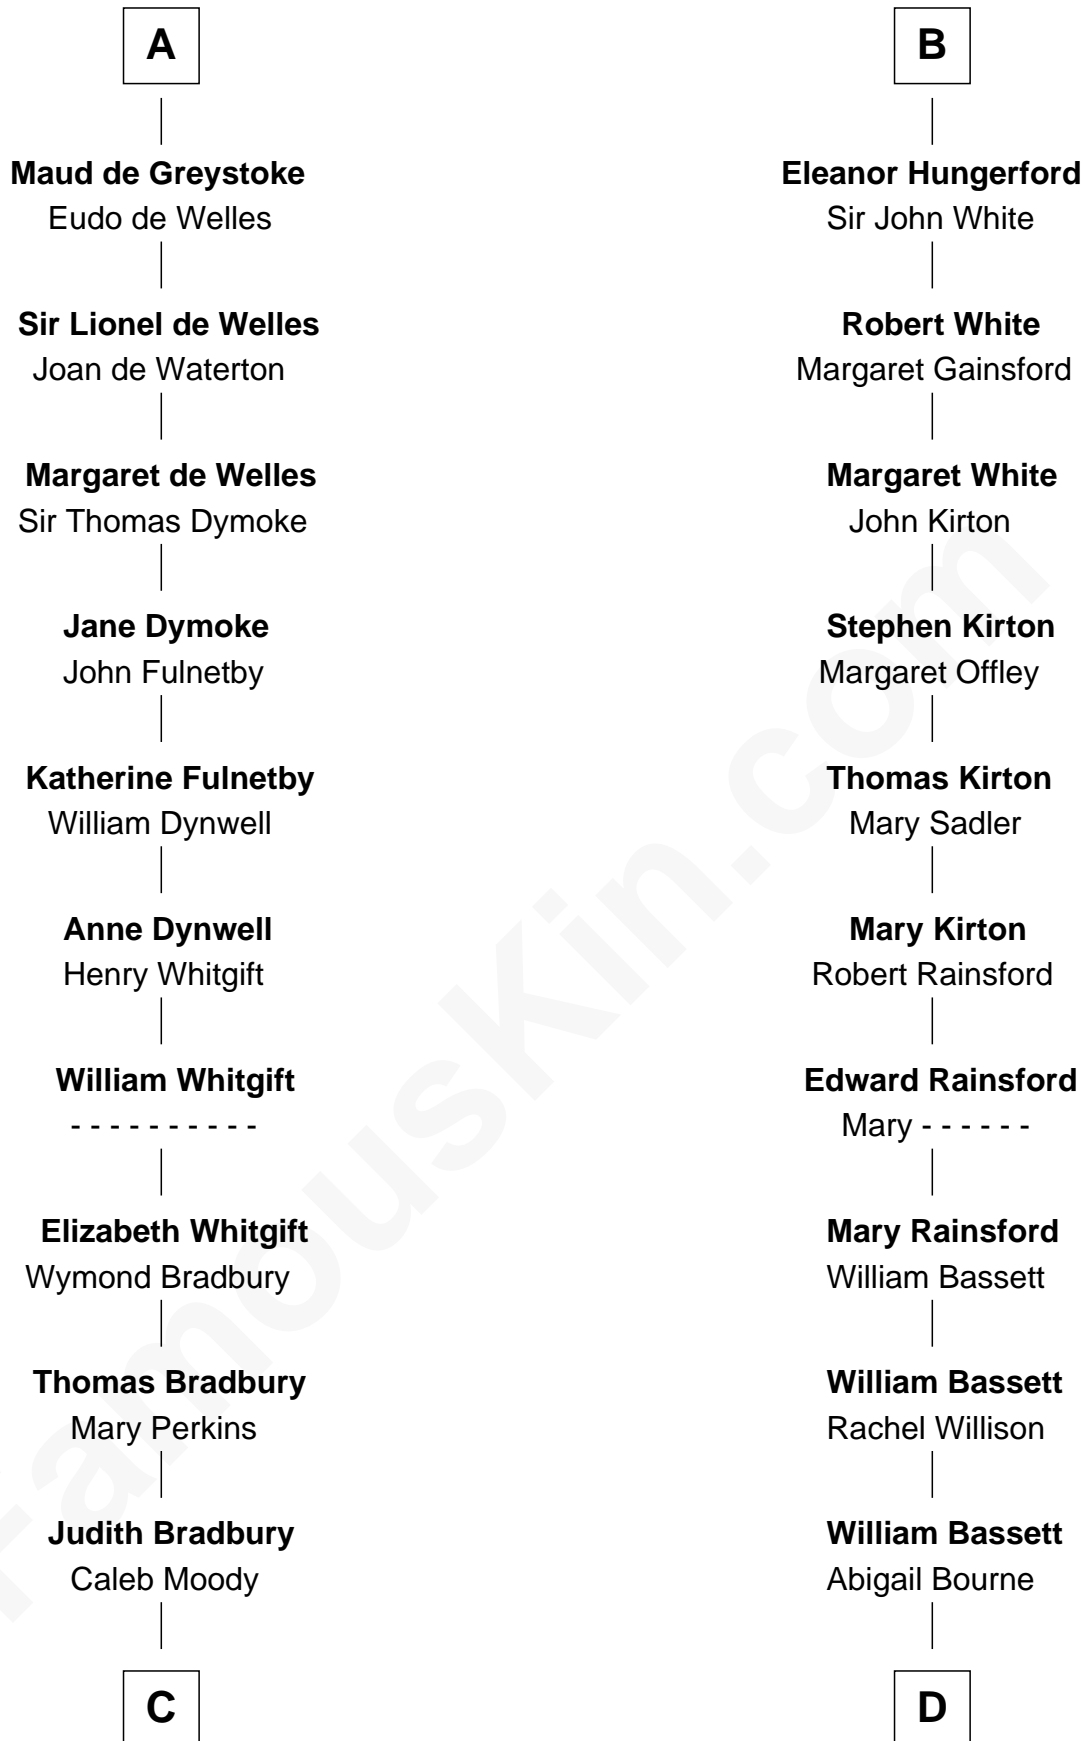 A
Maud de Greystoke
Eudo de Welles
Sir Lionel de Welles
Joan de Waterton
Margaret de Welles
Sir Thomas Dymoke
Jane Dymoke
John Fulnetby
Katherine Fulnetby
William Dynwell
Anne Dynwell
Henry Whitgift
William Whitgift
- - - - - - - - - -
Elizabeth Whitgift
Wymond Bradbury
Thomas Bradbury
Mary Perkins
Judith Bradbury
Caleb Moody
C
B
Eleanor Hungerford
Sir John White
Robert White
Margaret Gainsford
Margaret White
John Kirton
Stephen Kirton
Margaret Offley
Thomas Kirton
Mary Sadler
Mary Kirton
Robert Rainsford
Edward Rainsford
Mary - - - - - -
Mary Rainsford
William Bassett
William Bassett
Rachel Willison
William Bassett
Abigail Bourne
D
FamousKin.com